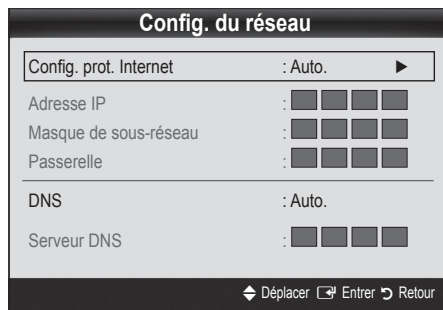 Config. du réseau
Config. prot. Internet : Auto. ►
Adresse IP :
Masque de sous-réseau :
Passerelle :
DNS : Auto.
Serveur DNS :
Déplacer Entrer Retour